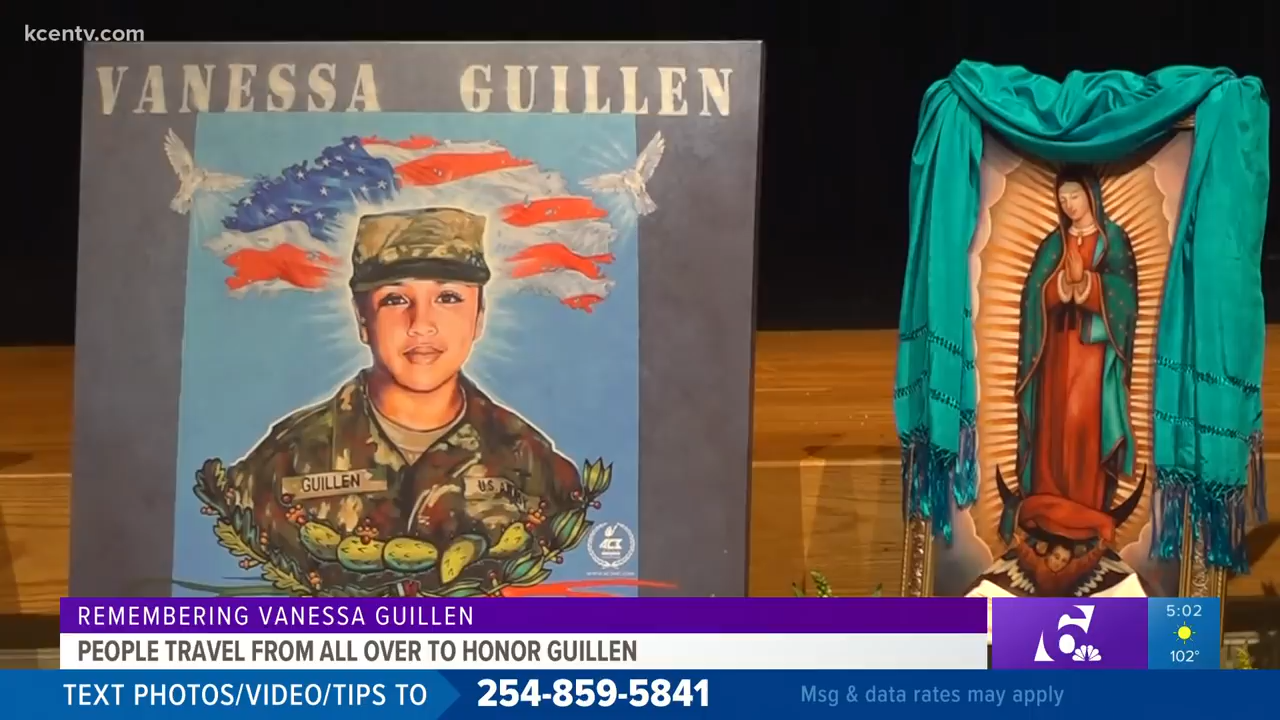 kcentv.com
VANESSA GUILLEN
GUILLEN
U.S. ARMY
REMEMBERING VANESSA GUILLEN
PEOPLE TRAVEL FROM ALL OVER TO HONOR GUILLEN
6
5:02
102°
TEXT PHOTOS/VIDEO/TIPS TO 254-859-5841 Msg & data rates may apply